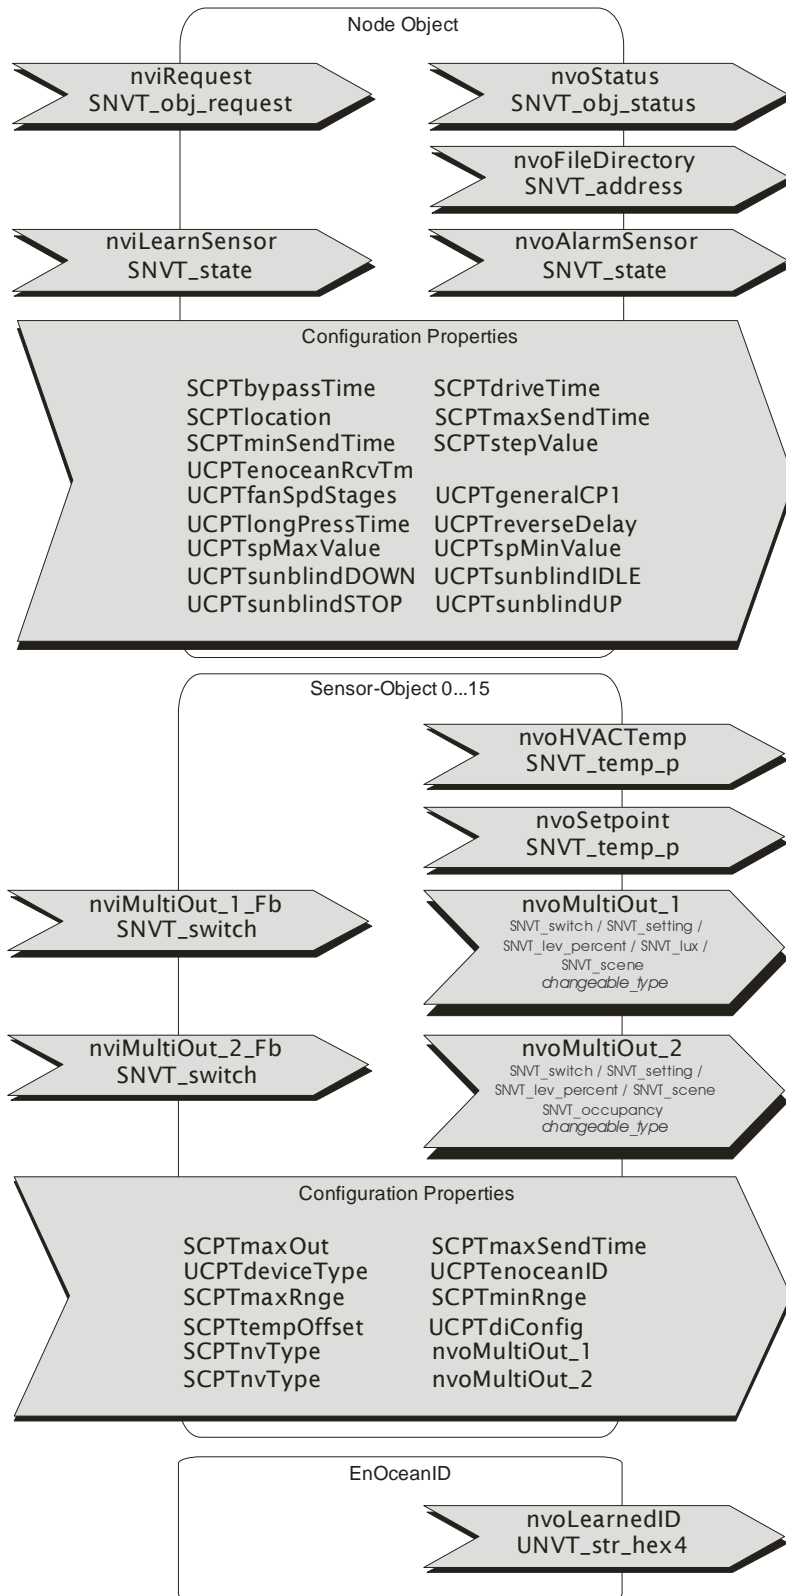 Node Object
nviRequest
SNVT_obj_request
nvoStatus
SNVT_obj_status
nvoFileDirectory
SNVT_address
nviLearnSensor
SNVT_state
nvoAlarmSensor
SNVT_state
Configuration Properties
SCPTbypassTime SCPTdriveTime
SCPTlocation SCPTmaxSendTime
SCPTminSendTime SCPTstepValue
UCPTenoceanRcvTm
UCPTfanSpdStages UCPTgeneralCP1
UCPTlongPressTime UCPTreverseDelay
UCPTspMaxValue UCPTspMinValue
UCPTsunblindDOWN UCPTsunblindIDLE
UCPTsunblindSTOP UCPTsunblindUP
Sensor-Object 0...15
nvoHVACTemp
SNVT_temp_p
nvoSetpoint
SNVT_temp_p
nviMultiOut_1_Fb
SNVT_switch
nvoMultiOut_1
SNVT_switch / SNVT_setting /
SNVT_lev_percent / SNVT_lux /
SNVT_scene
changeable_type
nviMultiOut_2_Fb
SNVT_switch
nvoMultiOut_2
SNVT_switch / SNVT_setting /
SNVT_lev_percent / SNVT_scene
SNVT_occupancy
changeable_type
Configuration Properties
SCPTmaxOut SCPTmaxSendTime
UCPTdeviceType UCPTenoceanID
SCPTmaxRnge SCPTminRnge
SCPTtempOffset UCPTdiConfig
SCPTnvType nvoMultiOut_1
SCPTnvType nvoMultiOut_2
EnOceanID
nvoLearnedID
UNVT_str_hex4